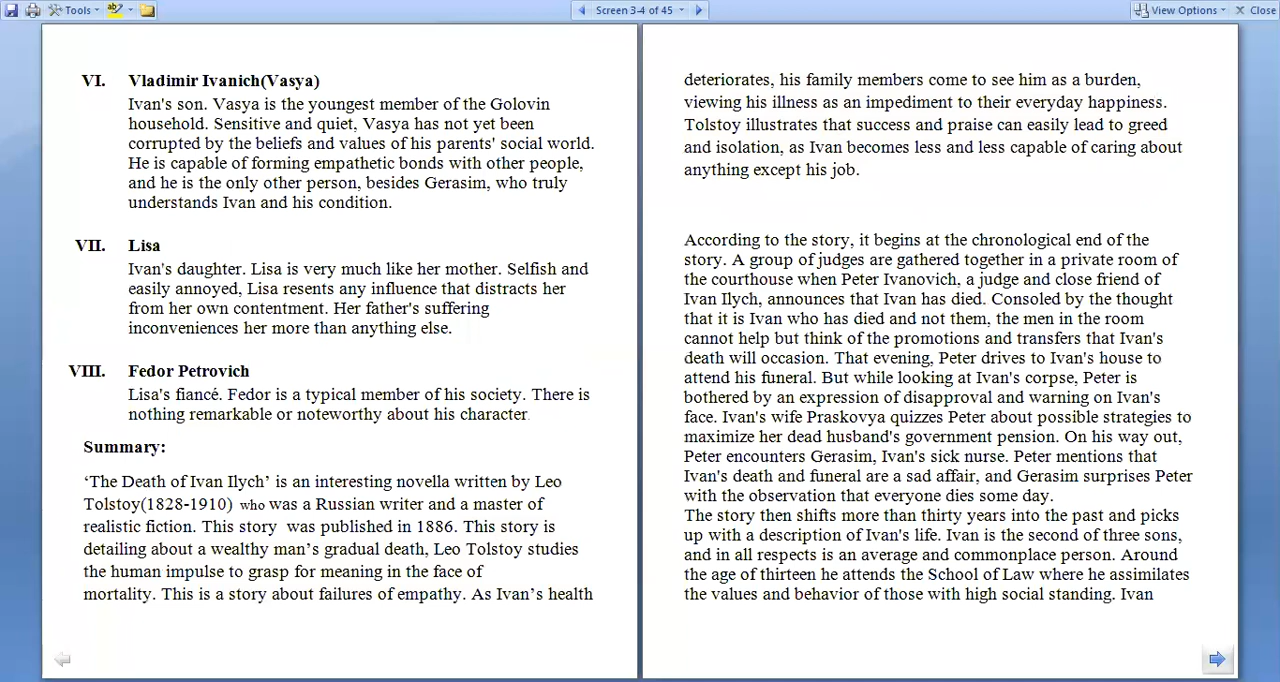 Tools
Screen 3-4 of 45
View Options
Close
VI. Vladimir Ivanich(Vasya)
Ivan's son. Vasya is the youngest member of the Golovin
household. Sensitive and quiet, Vasya has not yet been
corrupted by the beliefs and values of his parents' social world.
He is capable of forming empathetic bonds with other people,
and he is the only other person, besides Gerasim, who truly
understands Ivan and his condition.
VII. Lisa
Ivan's daughter. Lisa is very much like her mother. Selfish and
easily annoyed, Lisa resents any influence that distracts her
from her own contentment. Her father's suffering
inconveniences her more than anything else.
VIII. Fedor Petrovich
Lisa's fiancé. Fedor is a typical member of his society. There is
nothing remarkable or noteworthy about his character.
Summary:
‘The Death of Ivan Ilych’ is an interesting novella written by Leo
Tolstoy(1828-1910) who was a Russian writer and a master of
realistic fiction. This story was published in 1886. This story is
detailing about a wealthy man’s gradual death, Leo Tolstoy studies
the human impulse to grasp for meaning in the face of
mortality. This is a story about failures of empathy. As Ivan’s health
deteriorates, his family members come to see him as a burden,
viewing his illness as an impediment to their everyday happiness.
Tolstoy illustrates that success and praise can easily lead to greed
and isolation, as Ivan becomes less and less capable of caring about
anything except his job.
According to the story, it begins at the chronological end of the
story. A group of judges are gathered together in a private room of
the courthouse when Peter Ivanovich, a judge and close friend of
Ivan Ilych, announces that Ivan has died. Consoled by the thought
that it is Ivan who has died and not them, the men in the room
cannot help but think of the promotions and transfers that Ivan's
death will occasion. That evening, Peter drives to Ivan's house to
attend his funeral. But while looking at Ivan's corpse, Peter is
bothered by an expression of disapproval and warning on Ivan's
face. Ivan's wife Praskovya quizzes Peter about possible strategies to
maximize her dead husband's government pension. On his way out,
Peter encounters Gerasim, Ivan's sick nurse. Peter mentions that
Ivan's death and funeral are a sad affair, and Gerasim surprises Peter
with the observation that everyone dies some day.
The story then shifts more than thirty years into the past and picks
up with a description of Ivan's life. Ivan is the second of three sons,
and in all respects is an average and commonplace person. Around
the age of thirteen he attends the School of Law where he assimilates
the values and behavior of those with high social standing. Ivan